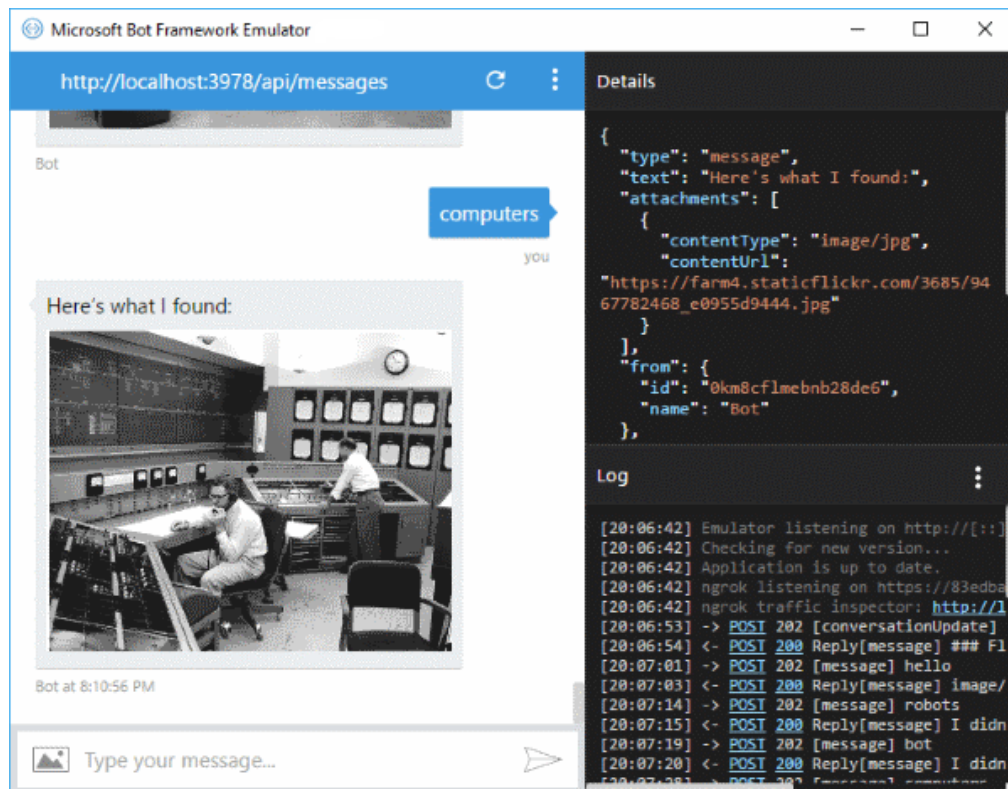 Microsoft Bot Framework Emulator
http://localhost:3978/api/messages
Bot
computers
you
Here's what I found:
Bot at 8:10:56 PM
Type your message...
Details
{
"type": "message",
"text": "Here's what I found:",
"attachments": [
{
"contentType": "image/jpg",
"contentUrl":
"https://farm4.staticflickr.com/3685/94
67782468_e0955d9444.jpg"
}
],
"from": {
"id": "0km8cflmebnb28de6",
"name": "Bot"
},
Log
[20:06:42] Emulator listening on http://[::]
[20:06:42] Checking for new version...
[20:06:42] Application is up to date.
[20:06:42] ngrok listening on https://83edba
[20:06:42] ngrok traffic inspector: http://l
[20:06:53] -> POST 202 [conversationUpdate]
[20:06:54] <- POST 200 Reply[message] ### Fl
[20:07:01] -> POST 202 [message] hello
[20:07:03] <- POST 200 Reply[message] image/
[20:07:14] -> POST 202 [message] robots
[20:07:15] <- POST 200 Reply[message] I didn
[20:07:19] -> POST 202 [message] bot
[20:07:20] <- POST 200 Reply[message] I didn
[20:07:28] -> POST 202 [message] computers